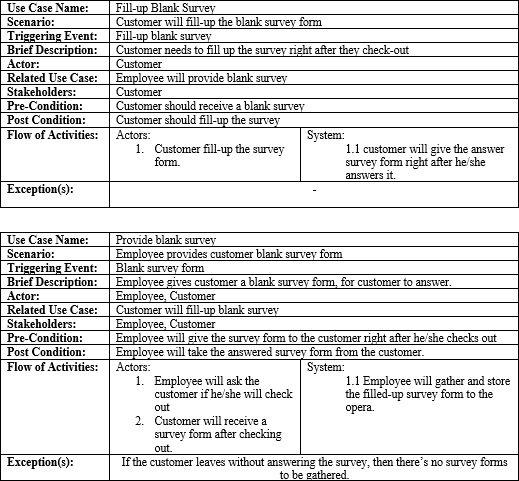 Use Case Name: Fill-up Blank Survey
Scenario: Customer will fill-up the blank survey form
Triggering Event: Fill-up blank survey
Brief Description: Customer needs to fill up the survey right after they check-out
Actor: Customer
Related Use Case: Employee will provide blank survey
Stakeholders: Customer
Pre-Condition: Customer should receive a blank survey
Post Condition: Customer should fill-up the survey
Flow of Activities: Actors: System:
1. Customer fill-up the survey
form.
1.1 customer will give the answer
survey form right after he/she
answers it.
Exception(s): -
Use Case Name: Provide blank survey
Scenario: Employee provides customer blank survey form
Triggering Event: Blank survey form
Brief Description: Employee gives customer a blank survey form, for customer to answer.
Actor: Employee, Customer
Related Use Case: Customer will fill-up blank survey
Stakeholders: Employee, Customer
Pre-Condition: Employee will give the survey form to the customer right after he/she checks out
Post Condition: Employee will take the answered survey form from the customer.
Flow of Activities: Actors: System:
1. Employee will ask the
customer if he/she will check
out
2. Customer will receive a
survey form after checking
out.
1.1 Employee will gather and store
the filled-up survey form to the
opera.
Exception(s): If the customer leaves without answering the survey, then there's no survey forms
to be gathered.